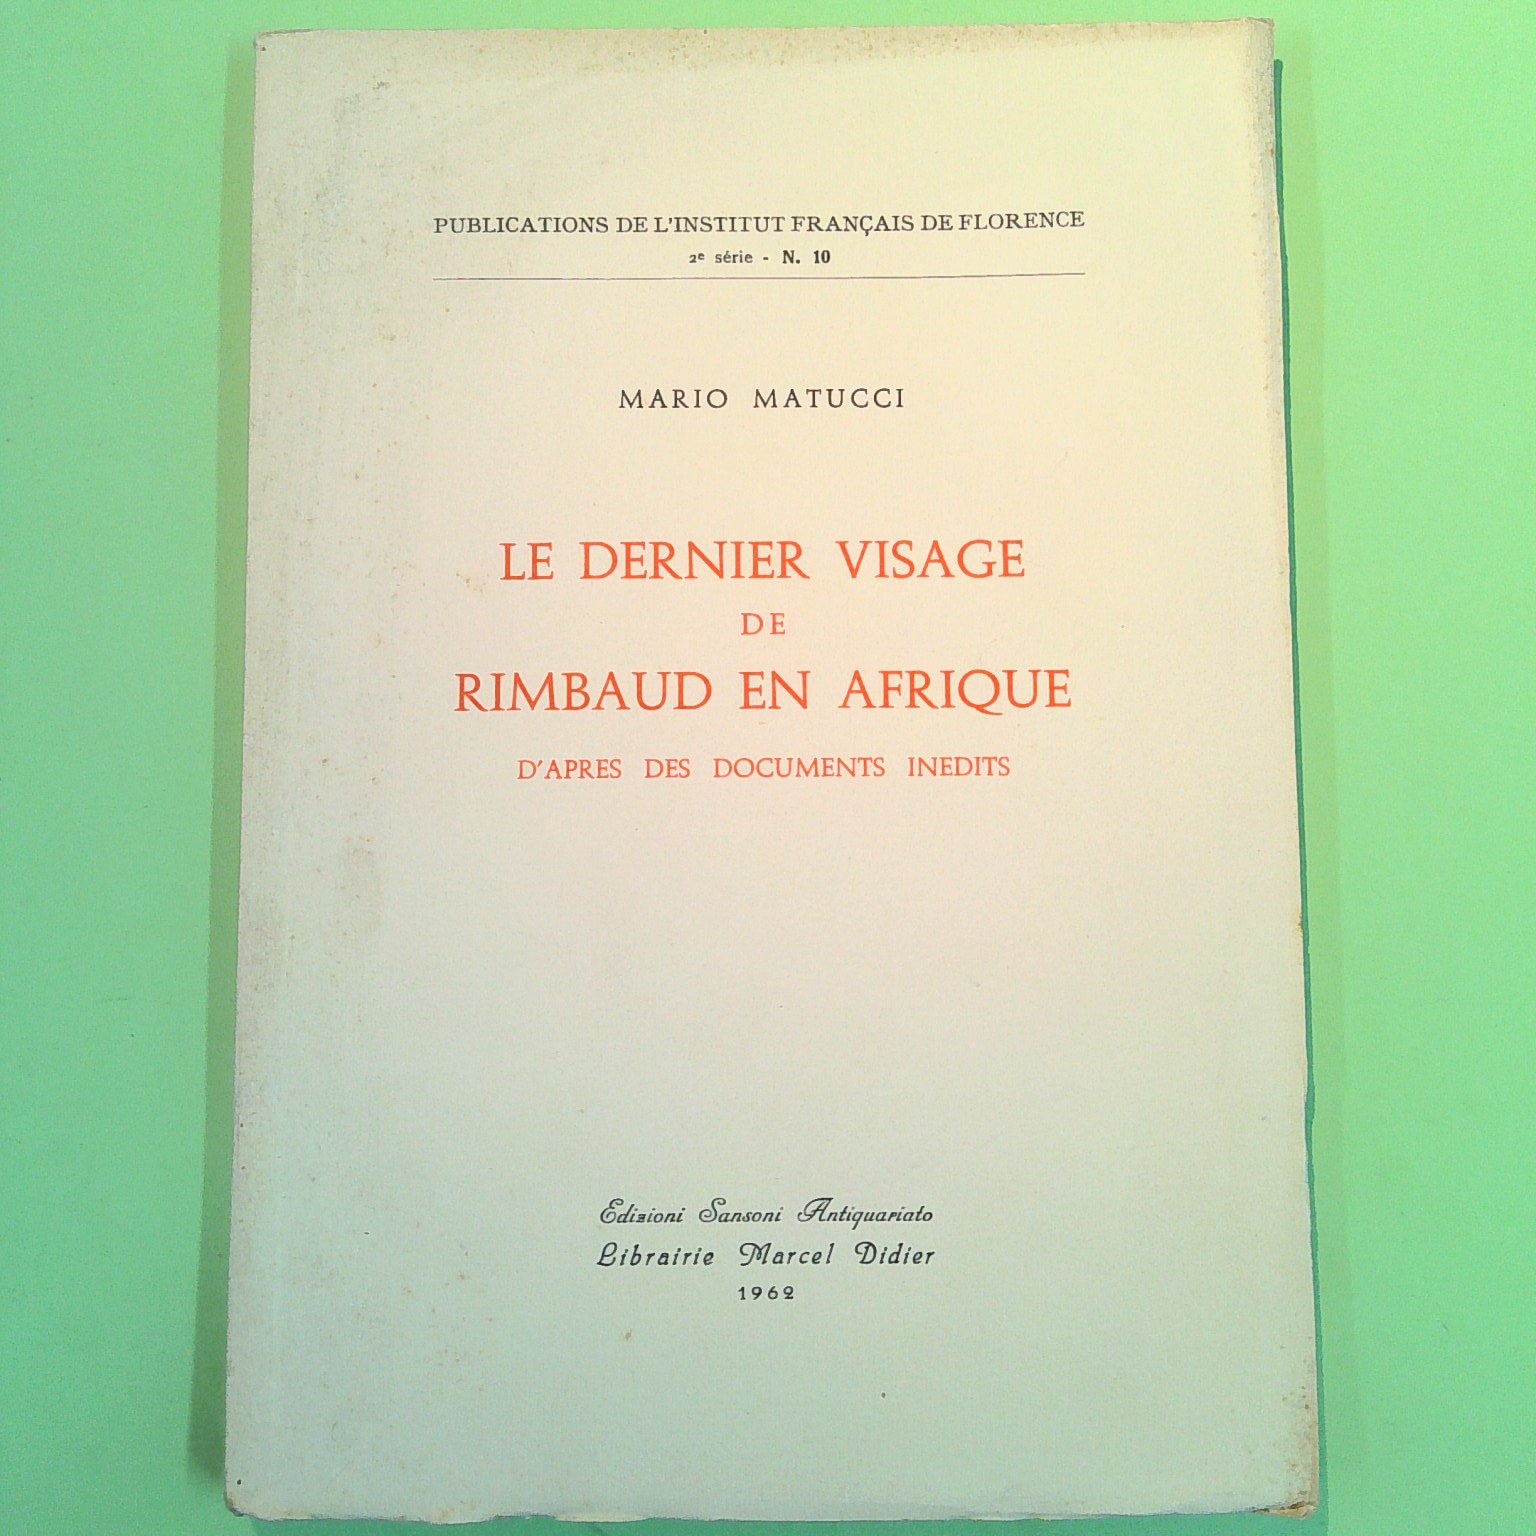 PUBLICATIONS DE L'INSTITUT FRANÇAIS DE FLORENCE
2e série - N. 10
MARIO MATUCCI
LE DERNIER VISAGE
DE
RIMBAUD EN AFRIQUE
D'APRES DES DOCUMENTS INEDITS
Edizioni Sansoni Antiquariato
Librairie Marcel Didier
1962